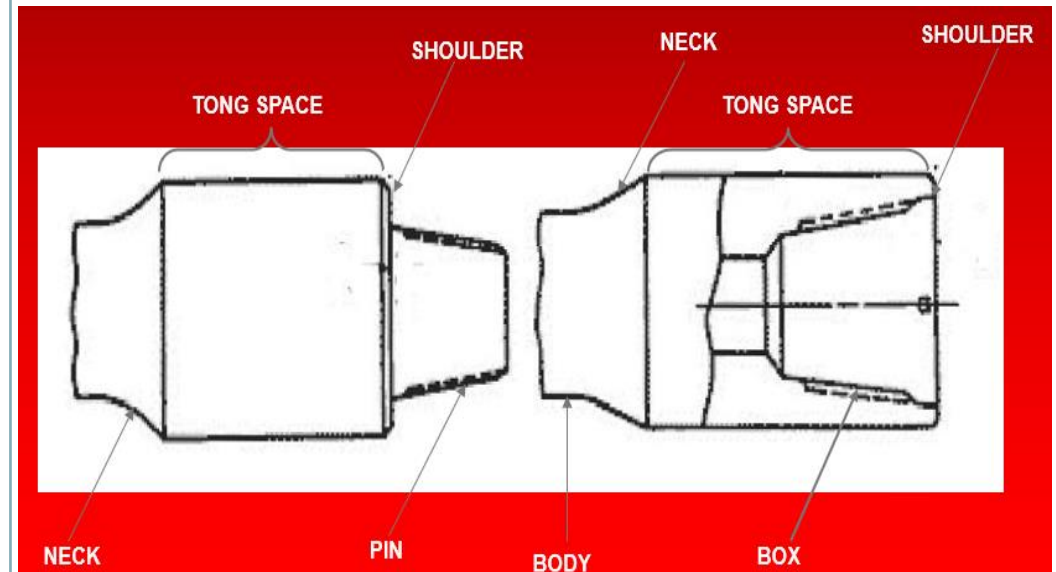 SHOULDER
NECK
SHOULDER
TONG SPACE
TONG SPACE
NECK
PIN
BODY
BOX